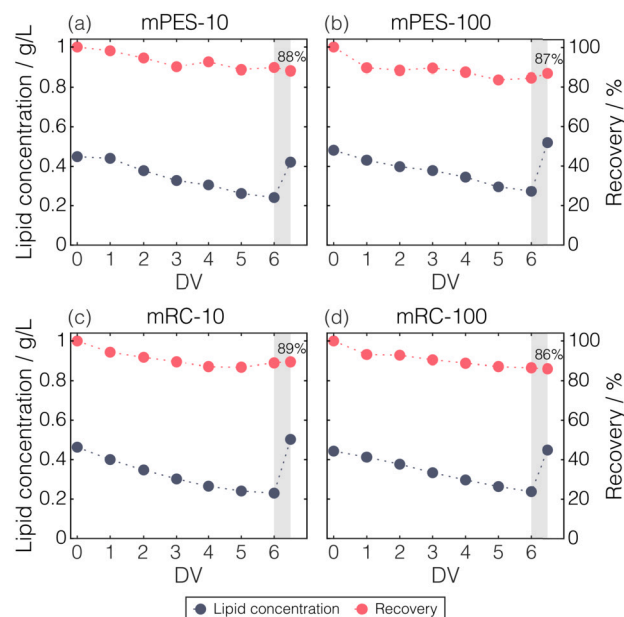 (a) mPES-10
(b) mPES-100
Lipid concentration / g/L
1
0.8
0.6
0.4
0.2
0
88%
0 1 2 3 4 5 6
DV
87%
0 1 2 3 4 5 6
DV
100
80
60
40
20
0
Recovery / %
(c) mRC-10
(d) mRC-100
Lipid concentration / g/L
1
0.8
0.6
0.4
0.2
0
89%
0 1 2 3 4 5 6
DV
86%
0 1 2 3 4 5 6
DV
100
80
60
40
20
0
Recovery / %
Lipid concentration Recovery